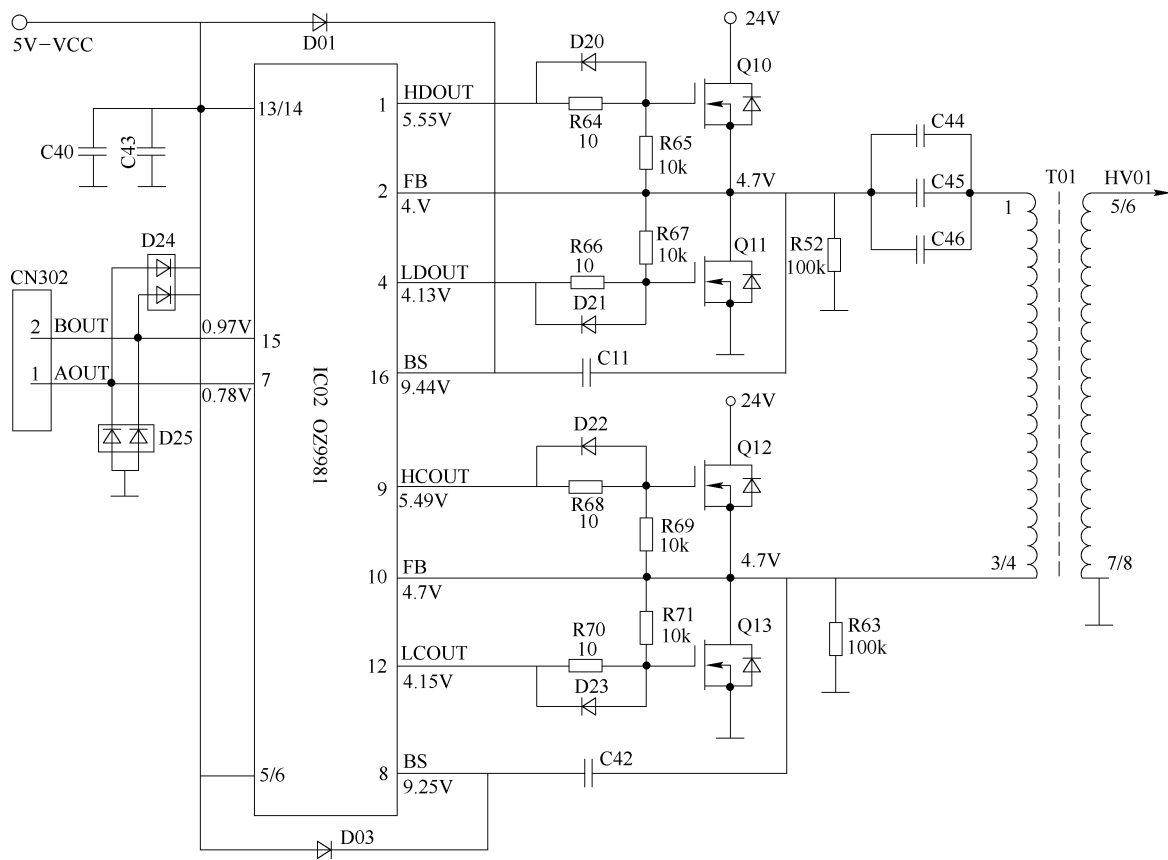 5V-VCC
D01
24V
D20
Q10
HDOUT
1
5.55V
R64
10
R65
10k
13/14
C40
C43
FB
2
4.V
4.7V
C44
C45
C46
T01
HV01
1
5/6
D24
R66
10
R67
10k
Q11
R52
100k
LDOUT
4
4.13V
D21
CN302
2
BOUT
0.97V
15
1
AOUT
0.78V
7
BS
16
9.44V
C11
IC02 OZ9981
24V
D25
D22
Q12
HCOUT
9
5.49V
R68
10
R69
10k
FB
10
4.7V
4.7V
3/4
7/8
R70
10
R71
10k
Q13
R63
100k
LCOUT
12
4.15V
D23
5/6
BS
8
9.25V
C42
D03